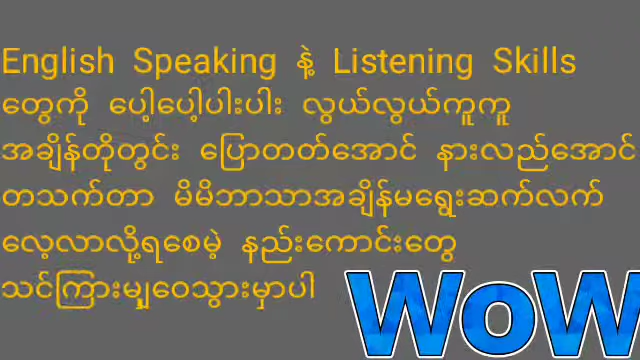 English Speaking နဲ့ Listening Skills
တွေကို ပေါ့ပေါ့ပါးပါး လွယ်လွယ်ကူကူ
အချိန်တိုတွင်း ပြောတတ်အောင် နားလည်အောင်
တသက်တာ မိမိဘာသာအချိန်မရွေးဆက်လက်
လေ့လာလို့ရစေမဲ့ နည်းကောင်းတွေ
သင်ကြားမျှဝေသွားမှာပါ
WoW